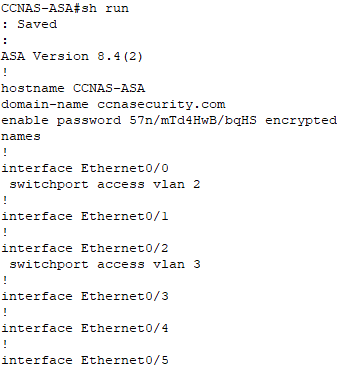 CCNAS-ASA#sh run
: Saved
:
ASA Version 8.4(2)
!
hostname CCNAS-ASA
domain-name ccnasecurity.com
enable password 57n/mTd4HwB/bqHS encrypted
names
!
interface Ethernet0/0
 switchport access vlan 2
!
interface Ethernet0/1
!
interface Ethernet0/2
 switchport access vlan 3
!
interface Ethernet0/3
!
interface Ethernet0/4
!
interface Ethernet0/5